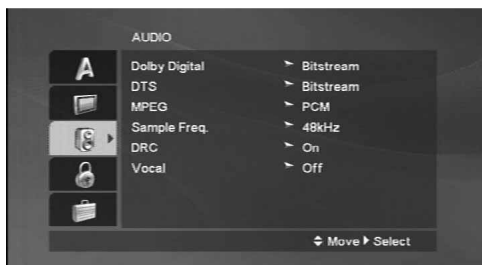 AUDIO
A
Dolby Digital Bitstream
DTS Bitstream
MPEG PCM
Sample Freq. 48kHz
DRC On
Vocal Off
Move Select